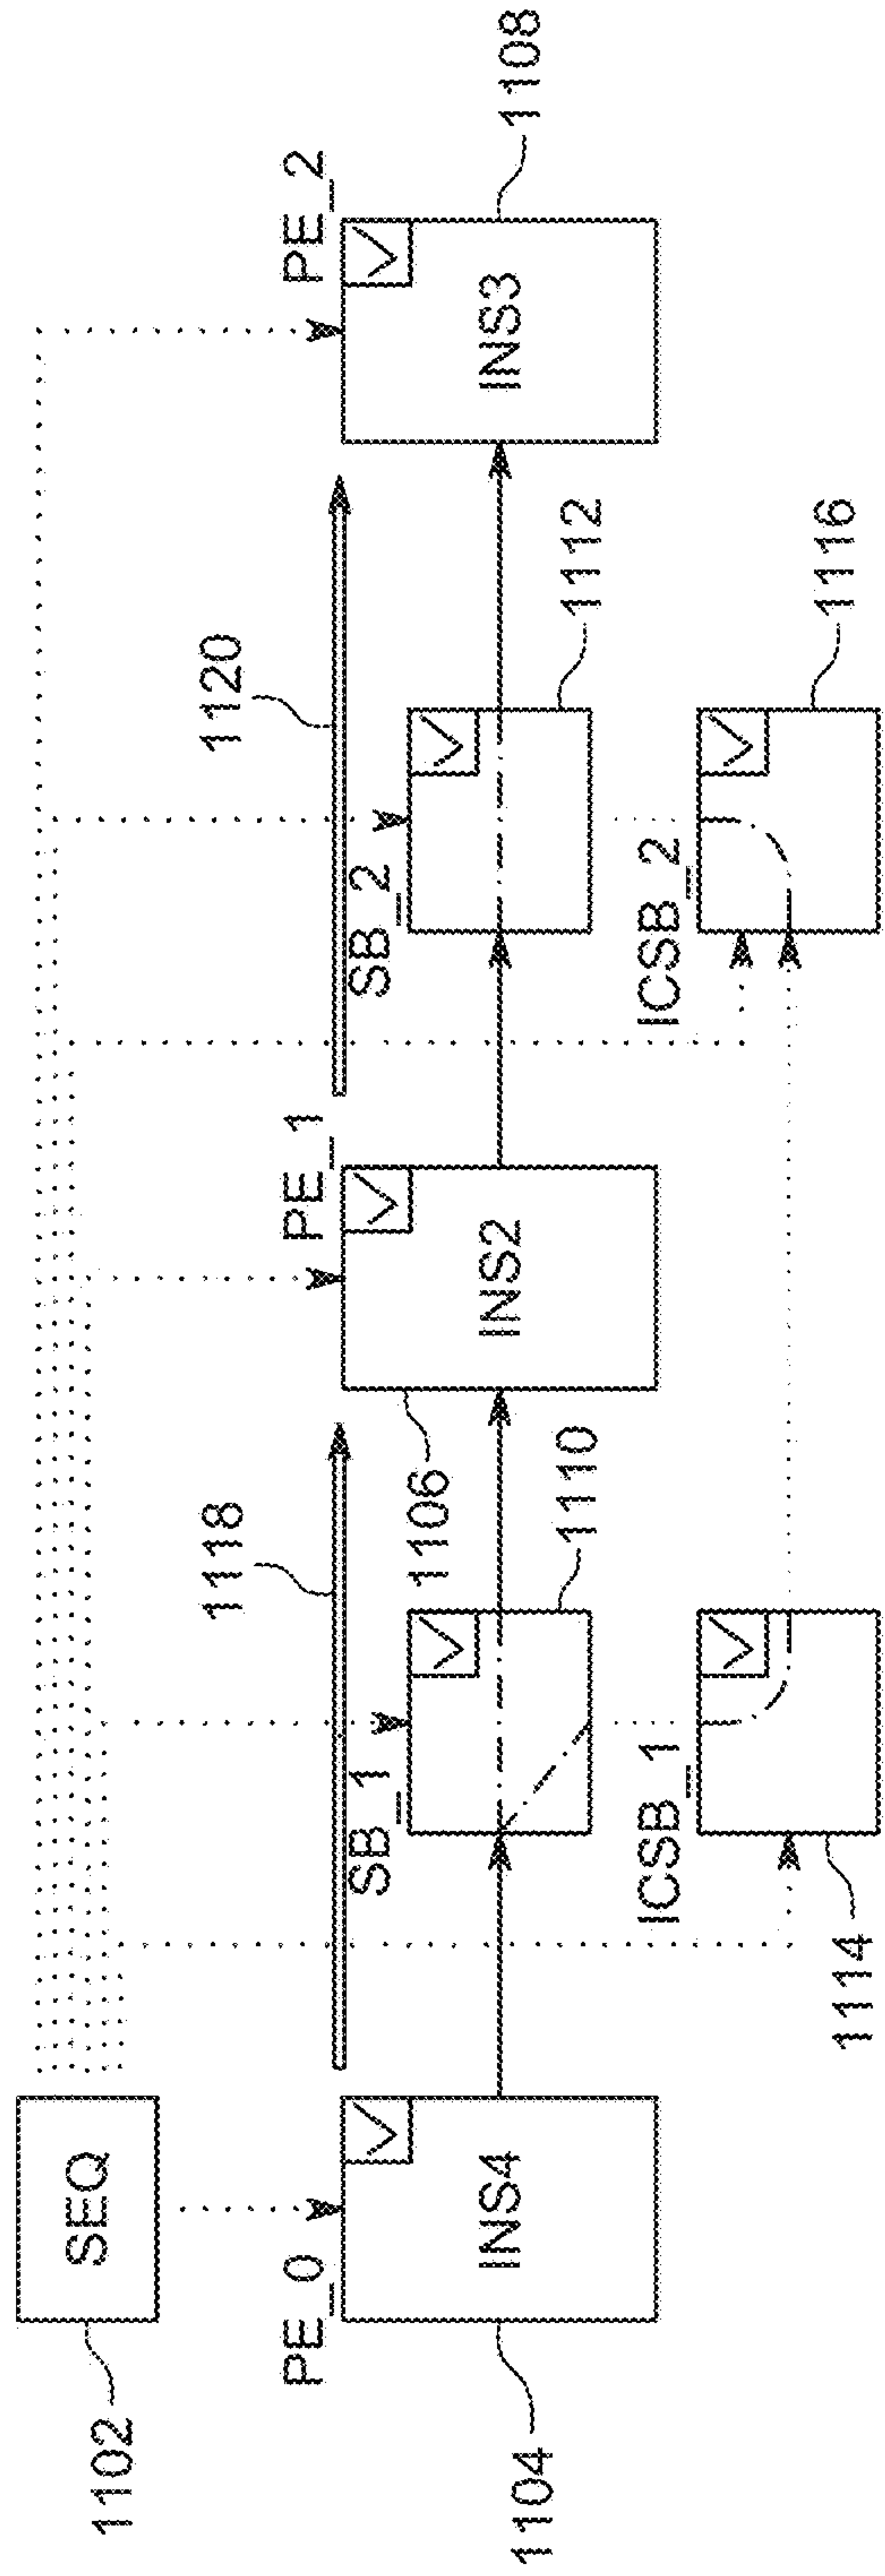 1102
SEQ
1118
1120
PE_0
PE_1
PE_2
SB_1
SB_2
V
V
V
INS4
INS2
INS3
V
V
1104
1106
1110
1112
1108
ICSB_1
ICSB_2
V
V
1114
1116